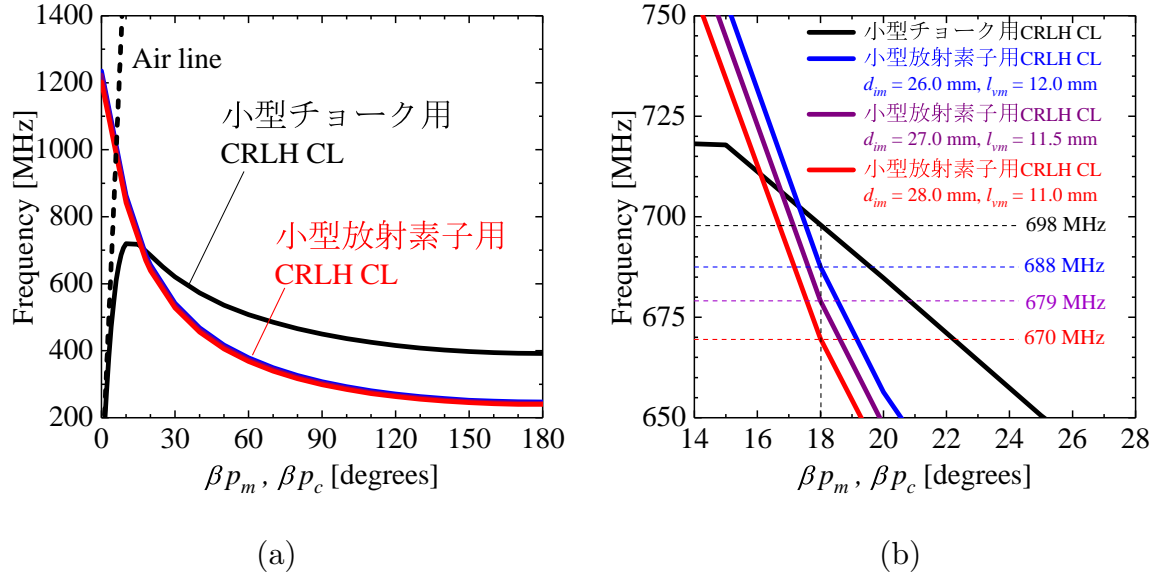 1400
1200
1000
800
600
400
200
Frequency [MHz]
Air line
小型チョーク用
CRLH CL
小型放射素子用
CRLH CL
0 30 60 90 120 150 180
βp_m , βp_c [degrees]
(a)
750
725
700
675
650
Frequency [MHz]
小型チョーク用CRLH CL
小型放射素子用CRLH CL
d_im = 26.0 mm, l_vm = 12.0 mm
小型放射素子用CRLH CL
d_im = 27.0 mm, l_vm = 11.5 mm
小型放射素子用CRLH CL
d_im = 28.0 mm, l_vm = 11.0 mm
698 MHz
688 MHz
679 MHz
670 MHz
14 16 18 20 22 24 26 28
βp_m , βp_c [degrees]
(b)